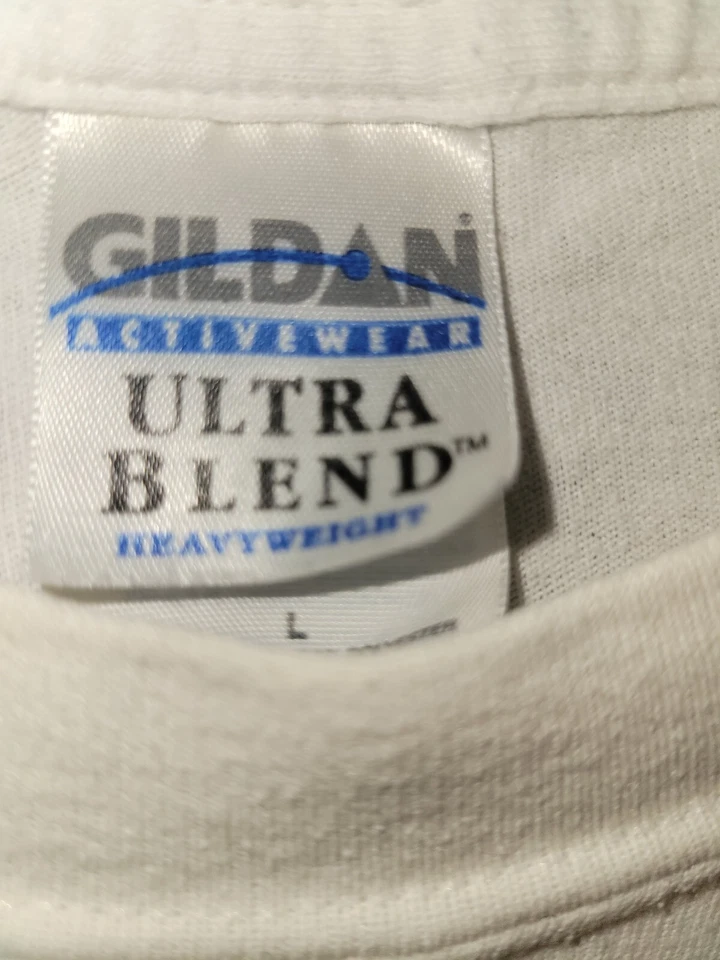 GILDAN®
ACTIVEWEAR
ULTRA
BLEND™
HEAVYWEIGHT
L